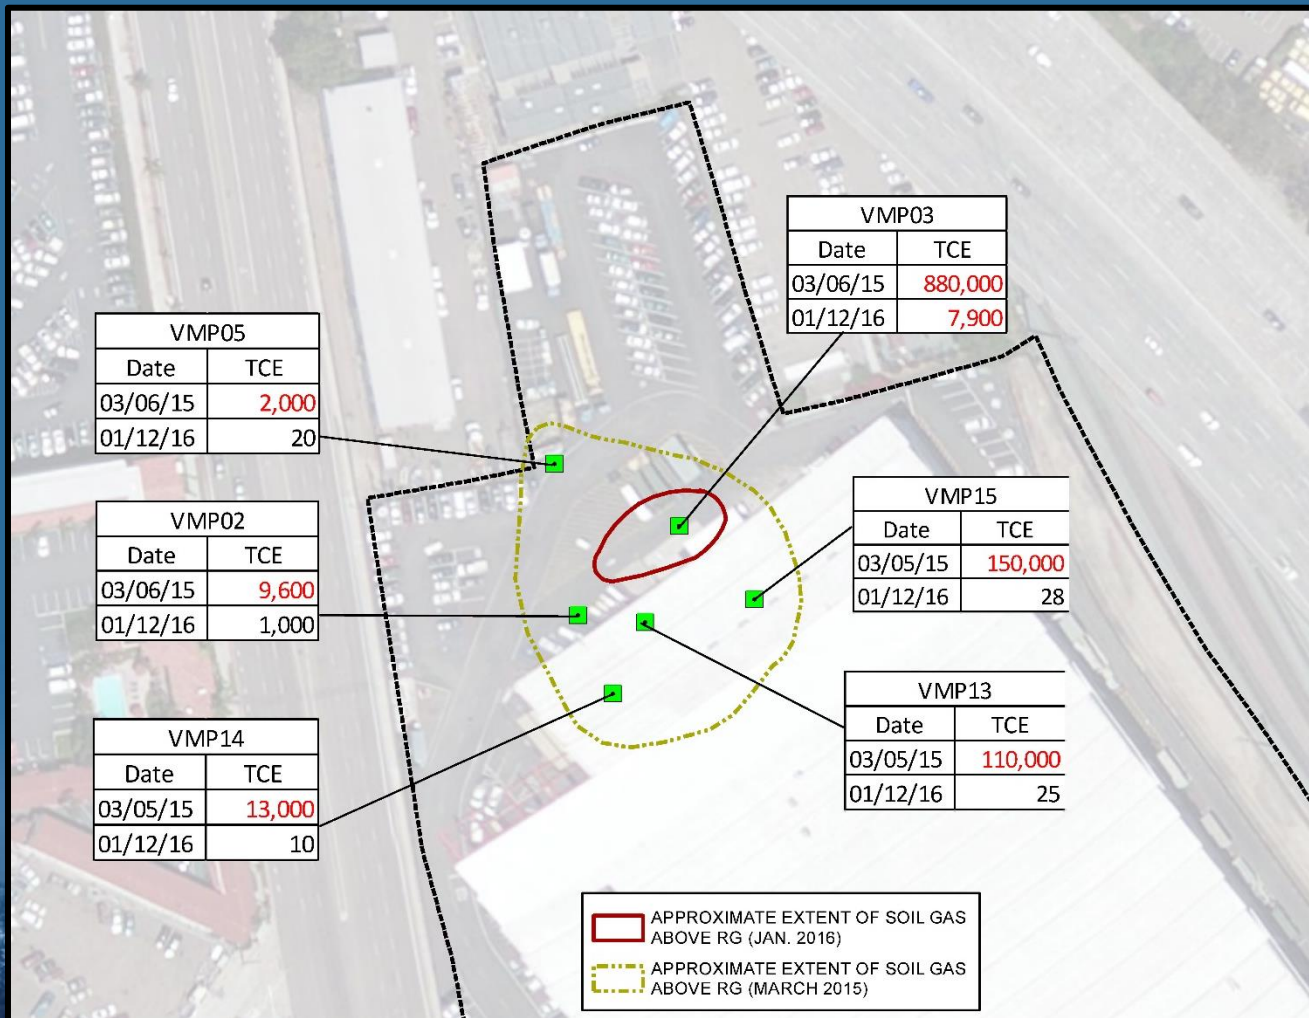 VMP03
Date TCE
03/06/15 880,000
01/12/16 7,900
VMP05
Date TCE
03/06/15 2,000
01/12/16 20
VMP02
Date TCE
03/06/15 9,600
01/12/16 1,000
VMP15
Date TCE
03/05/15 150,000
01/12/16 28
VMP13
Date TCE
03/05/15 110,000
01/12/16 25
VMP14
Date TCE
03/05/15 13,000
01/12/16 10
APPROXIMATE EXTENT OF SOIL GAS
ABOVE RG (JAN. 2016)
APPROXIMATE EXTENT OF SOIL GAS
ABOVE RG (MARCH 2015)